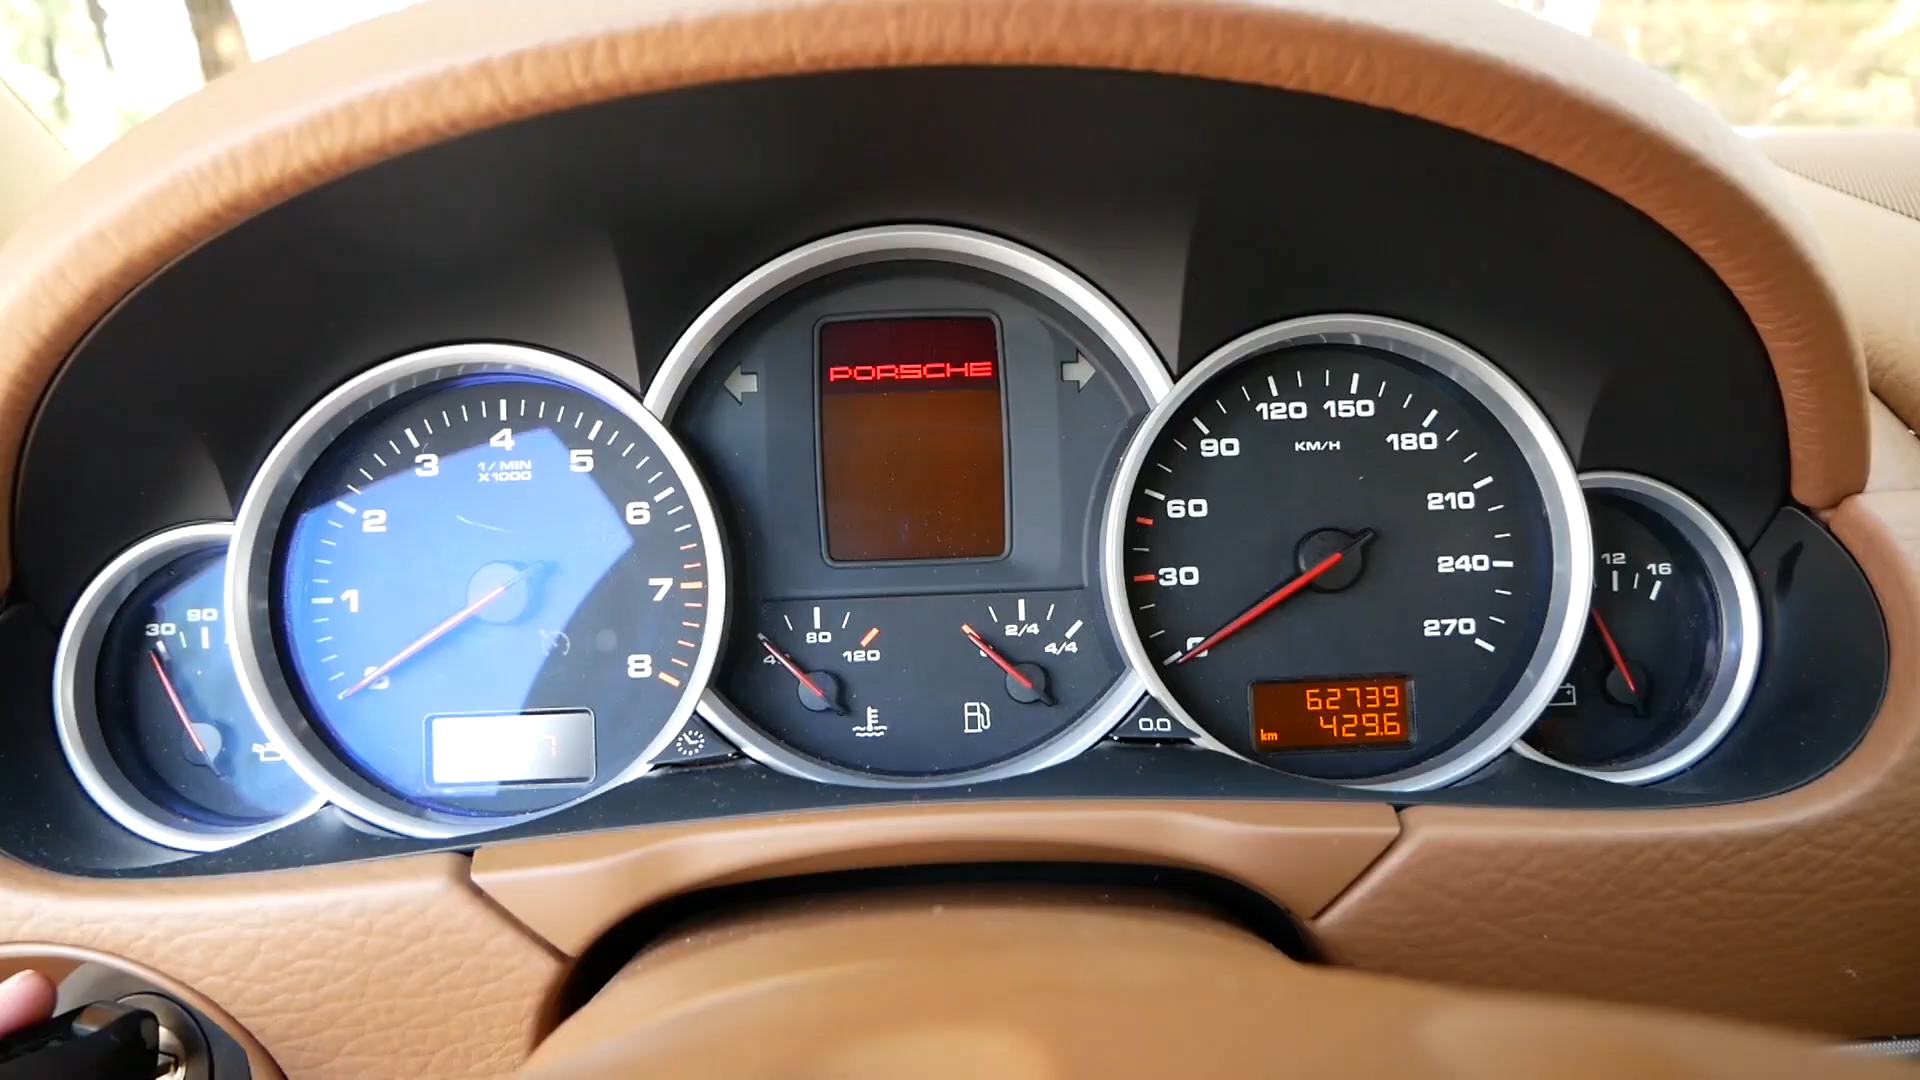 PORSCHE
30 90
1 2 3 4 5 6 7 8
1/MIN
X1000
80 120
2/4 4/4
0 30 60 90 120 150 180 210 240 270
KM/H
62739
km 429.6
0.0
12 16